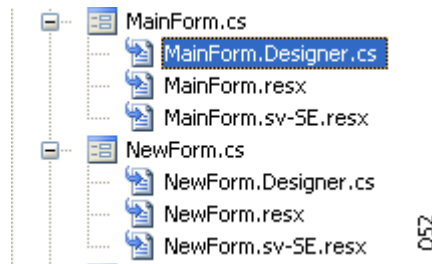 MainForm.cs
MainForm.Designer.cs
MainForm.resx
MainForm.sv-SE.resx
NewForm.cs
NewForm.Designer.cs
NewForm.resx
NewForm.sv-SE.resx
052